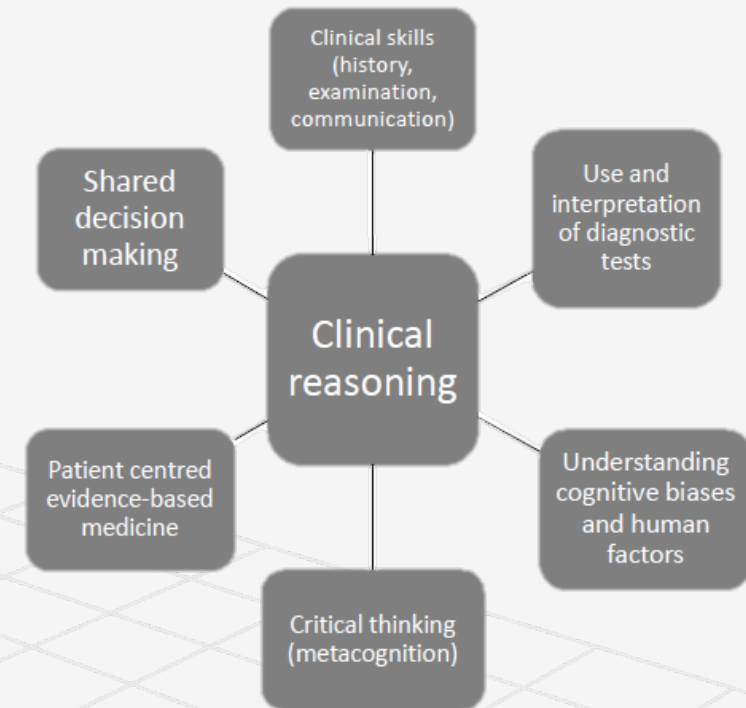 Clinical skills
(history,
examination,
communication)
Shared
decision
making
Use and
interpretation
of diagnostic
tests
Clinical
reasoning
Patient centred
evidence-based
medicine
Understanding
cognitive biases
and human
factors
Critical thinking
(metacognition)